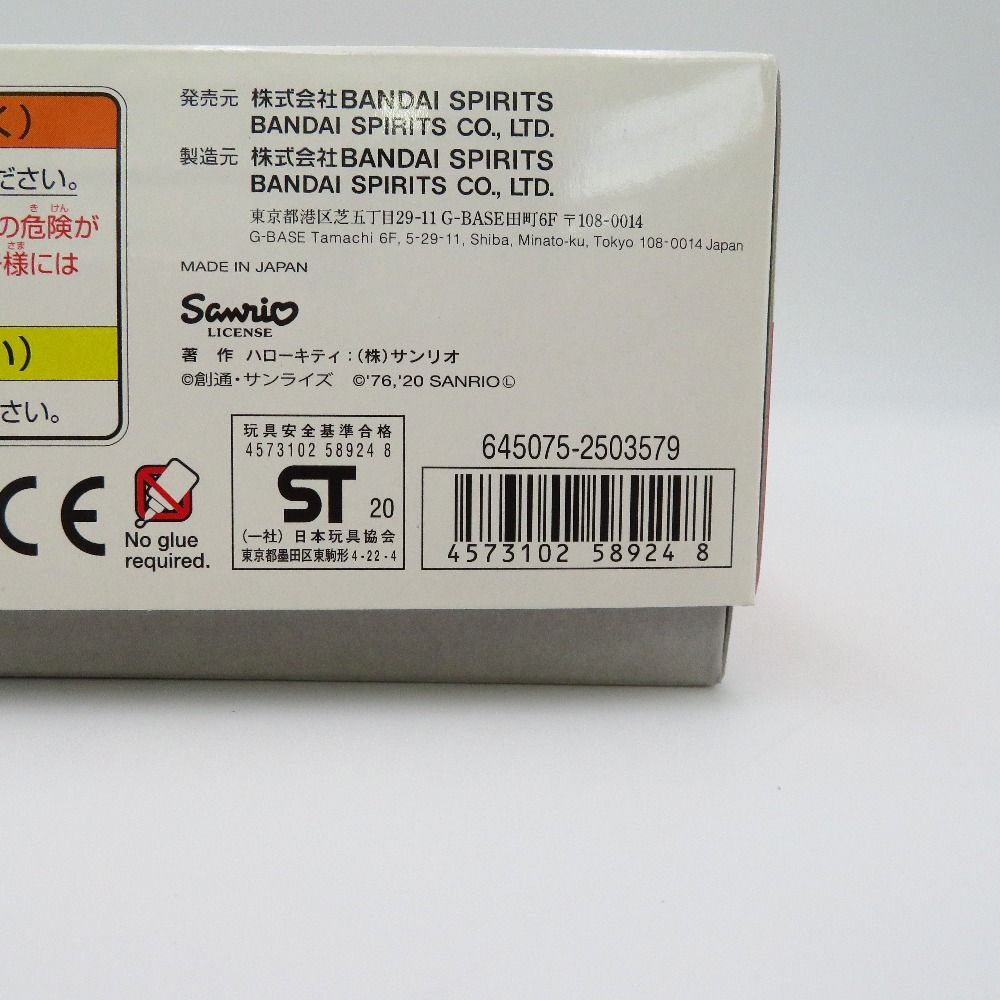 く)
ださい。
の危険が
き けん
様には
さま
い)
さい。
発売元 株式会社BANDAI SPIRITS
BANDAI SPIRITS CO., LTD.
製造元 株式会社BANDAI SPIRITS
BANDAI SPIRITS CO., LTD.
東京都港区芝五丁目29-11 G-BASE田町6F 〒108-0014
G-BASE Tamachi 6F, 5-29-11, Shiba, Minato-ku, Tokyo 108-0014 Japan
MADE IN JAPAN
Sanrio
LICENSE
著 作 ハローキティ:(株)サンリオ
©創通・サンライズ ©'76,'20 SANRIOⓁ
CE
No glue
required.
玩具安全基準合格
4573102 58924 8
ST 20
(一社) 日本玩具協会
東京都墨田区東駒形4-22-4
645075-2503579
4573102 58924 8